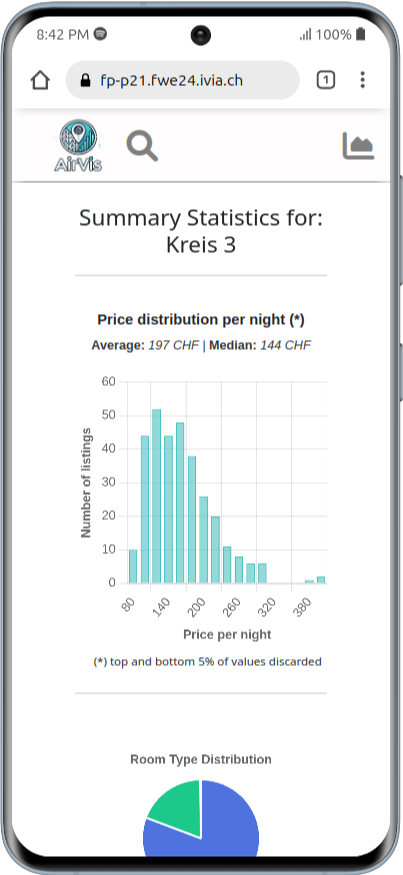 8:42 PM 100%
fp-p21.fwe24.ivia.ch 1
AirVis
Summary Statistics for:
Kreis 3
Price distribution per night (*)
Average: 197 CHF | Median: 144 CHF
60
50
40
30
20
10
0
Number of listings
80 140 200 260 320 380
Price per night
(*) top and bottom 5% of values discarded
Room Type Distribution